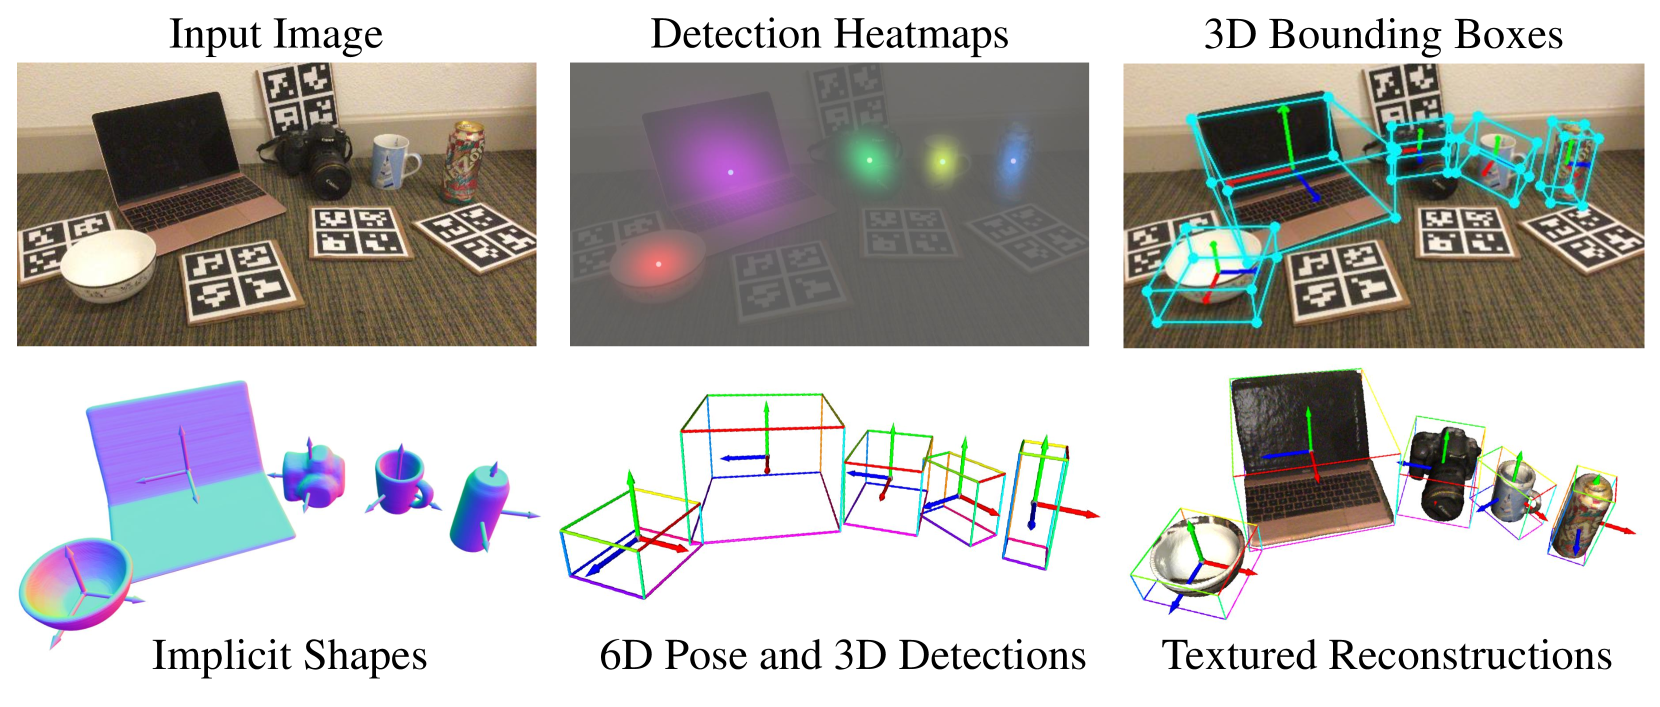 Input Image
Detection Heatmaps
3D Bounding Boxes
Implicit Shapes
6D Pose and 3D Detections
Textured Reconstructions